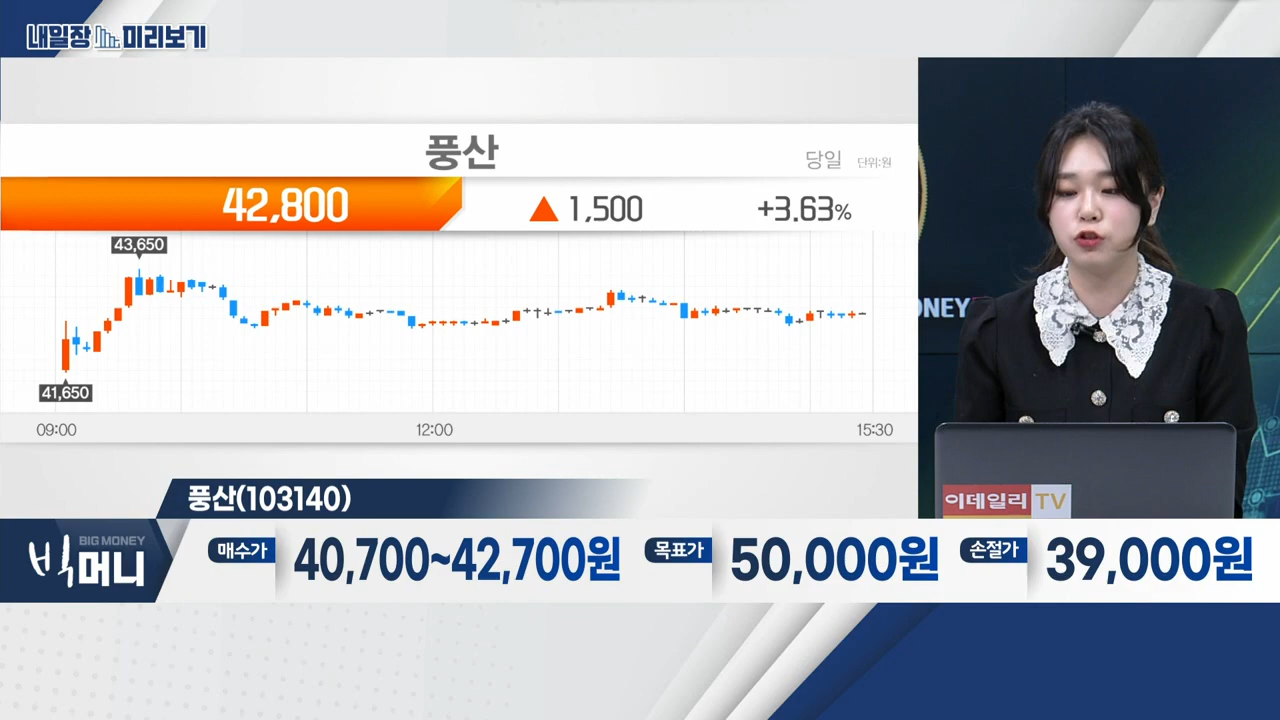 내일장 미리보기
풍산
당일 단위:원
42,800 ▲ 1,500 +3.63%
43,650
41,650
09:00 12:00 15:30
ONEY
이데일리 TV
풍산(103140)
BIG MONEY
빅머니
매수가 40,700~42,700원 목표가 50,000원 손절가 39,000원